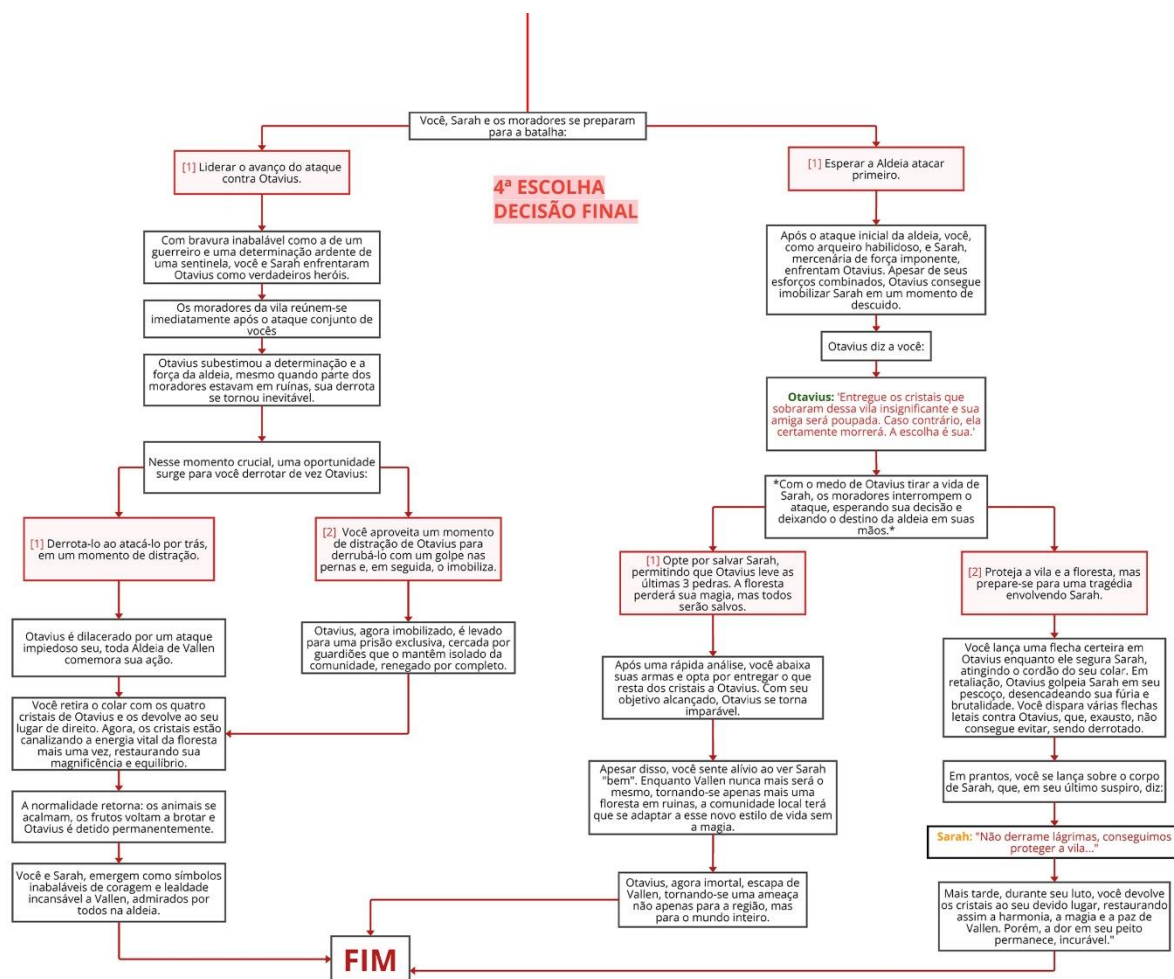 Você, Sarah e os moradores se preparam
para a batalha:
[1] Liderar o avanço do ataque
contra Otavius.
4ª ESCOLHA
DECISÃO FINAL
[1] Esperar a Aldeia atacar
primeiro.
Com bravura inabalável como a de um
guerreiro e uma determinação ardente de
uma sentinela, você e Sarah enfrentaram
Otavius como verdadeiros heróis.
Os moradores da vila reúnem-se
imediatamente após o ataque conjunto de
vocês
Otavius subestimou a determinação e a
força da aldeia, mesmo quando parte dos
moradores estavam em ruínas, sua derrota
se tornou inevitável.
Nesse momento crucial, uma oportunidade
surge para você derrotar de vez Otavius:
[1] Derrota-lo ao atacá-lo por trás,
em um momento de distração.
[2] Você aproveita um momento
de distração de Otavius para
derrubá-lo com um golpe nas
pernas e, em seguida, o imobiliza.
Otavius é dilacerado por um ataque
impiedoso seu, toda Aldeia de Vallen
comemora sua ação.
Otavius, agora imobilizado, é levado
para uma prisão exclusiva, cercada por
guardiões que o mantêm isolado da
comunidade, renegado por completo.
Você retira o colar com os quatro
cristais de Otavius e os devolve ao seu
lugar de direito. Agora, os cristais estão
canalizando a energia vital da floresta
mais uma vez, restaurando sua
magnificência e equilíbrio.
A normalidade retorna: os animais se
acalmam, os frutos voltam a brotar e
Otavius é detido permanentemente.
Você e Sarah, emergem como símbolos
inabaláveis de coragem e lealdade
incansável a Vallen, admirados por
todos na aldeia.
Após o ataque inicial da aldeia, você,
como arqueiro habilidoso, e Sarah,
mercenária de força imponente,
enfrentam Otavius. Apesar de seus
esforços combinados, Otavius consegue
imobilizar Sarah em um momento de
descuido.
Otavius diz a você:
Otavius: 'Entregue os cristais que
sobraram dessa vila insignificante e sua
amiga será poupada. Caso contrário, ela
certamente morrerá. A escolha é sua.'
*Com o medo de Otavius tirar a vida de
Sarah, os moradores interrompem o
ataque, esperando sua decisão e
deixando o destino da aldeia em suas
mãos.*
[1] Opte por salvar Sarah,
permitindo que Otavius leve as
últimas 3 pedras. A floresta
perderá sua magia, mas todos
serão salvos.
[2] Proteja a vila e a floresta, mas
prepare-se para uma tragédia
envolvendo Sarah.
Após uma rápida análise, você abaixa
suas armas e opta por entregar o que
resta dos cristais a Otavius. Com seu
objetivo alcançado, Otavius se torna
imparável.
Apesar disso, você sente alívio ao ver Sarah
"bem". Enquanto Vallen nunca mais será o
mesmo, tornando-se apenas mais uma
floresta em ruinas, a comunidade local terá
que se adaptar a esse novo estilo de vida sem
a magia.
Otavius, agora imortal, escapa de
Vallen, tornando-se uma ameaça
não apenas para a região, mas
para o mundo inteiro.
Você lança uma flecha certeira em
Otavius enquanto ele segura Sarah,
atingindo o cordão do seu colar. Em
retaliação, Otavius golpeia Sarah em seu
pescoço, desencadeando sua fúria e
brutalidade. Você dispara várias flechas
letais contra Otavius, que, exausto, não
consegue evitar, sendo derrotado.
Em prantos, você se lança sobre o corpo
de Sarah, que, em seu último suspiro, diz:
Sarah: "Não derrame lágrimas, conseguimos
proteger a vila..."
Mais tarde, durante seu luto, você devolve
os cristais ao seu devido lugar, restaurando
assim a harmonia, a magia e a paz de
Vallen. Porém, a dor em seu peito
permanece, incurável."
FIM